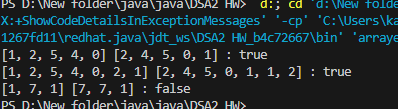 PS D:\New folder\java\java\DSA2 HW> d:; cd 'd:\New folder
X:+ShowCodeDetailsInExceptionMessages' '-cp' 'C:\Users\ka
1267fd11\redhat.java\jdt_ws\DSA2 HW_b4c72667\bin' 'arraye
[1, 2, 5, 4, 0] [2, 4, 5, 0, 1] : true
[1, 2, 5, 4, 0, 2, 1] [2, 4, 5, 0, 1, 1, 2] : true
[1, 7, 1] [7, 7, 1] : false
PS D:\New folder\java\java\DSA2 HW>